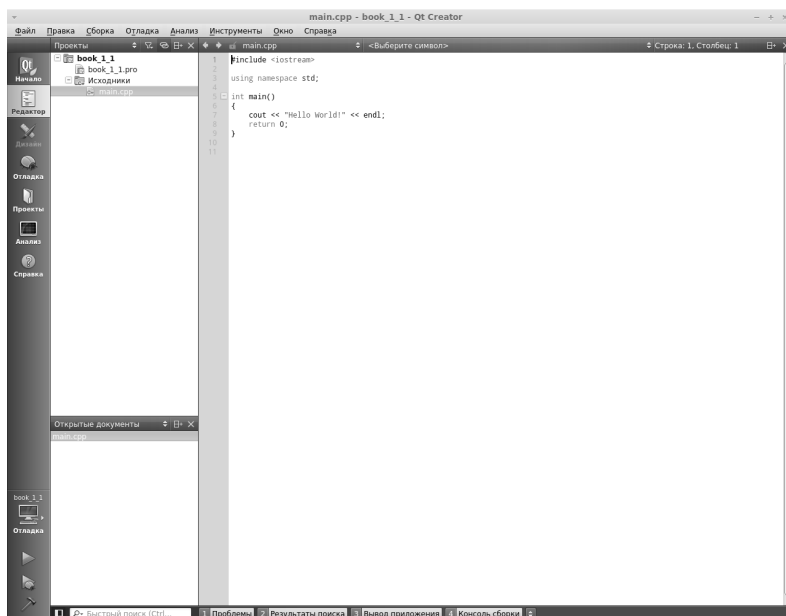 main.cpp - book_1_1 - Qt Creator
Файл Правка Сборка Отладка Анализ Инструменты Окно Справка
Проекты
main.cpp
<Выберите символ>
Строка: 1, Столбец: 1
book_1_1
book_1_1.pro
Исходники
main.cpp
Начало
Редактор
Дизайн
Отладка
Проекты
Анализ
Справка
1 #include <iostream>
2
3 using namespace std;
4
5 int main()
6 {
7 cout << "Hello World!" << endl;
8 return 0;
9 }
10
11
Открытые документы
main.cpp
book_1_1
Отладка
Быстрый поиск (Ctrl...
1 Проблемы 2 Результаты поиска 3 Вывод приложения 4 Консоль сборки